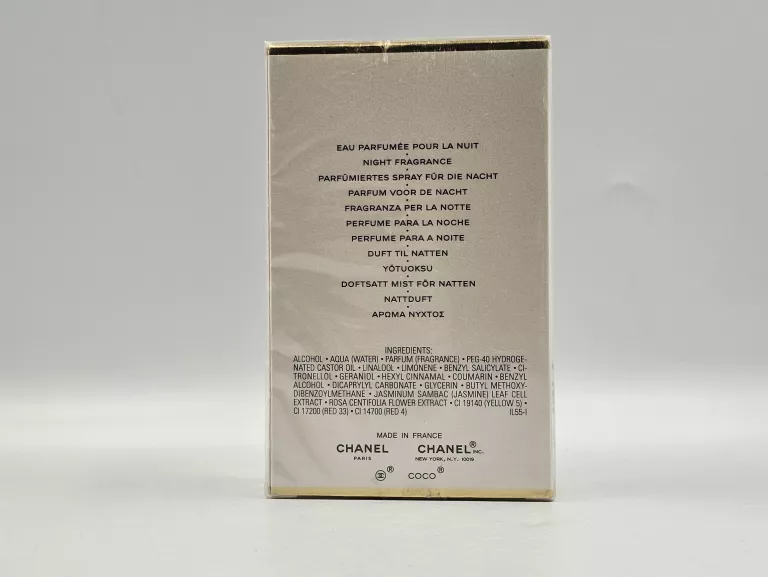 EAU PARFUMÉE POUR LA NUIT
•
NIGHT FRAGRANCE
•
PARFÜMIERTES SPRAY FÜR DIE NACHT
•
PARFUM VOOR DE NACHT
•
FRAGRANZA PER LA NOTTE
•
PERFUME PARA LA NOCHE
•
PERFUME PARA A NOITE
•
DUFT TIL NATTEN
•
YÖTUOKSU
•
DOFTSATT MIST FÖR NATTEN
•
NATTDUFT
•
ΑΡΩΜΑ ΝΥΧΤΟΣ
INGREDIENTS:
ALCOHOL • AQUA (WATER) • PARFUM (FRAGRANCE) • PEG-40 HYDROGE-
NATED CASTOR OIL • LINALOOL • LIMONENE • BENZYL SALICYLATE • CI-
TRONELLOL • GERANIOL • HEXYL CINNAMAL • COUMARIN • BENZYL
ALCOHOL • DICAPRYLYL CARBONATE • GLYCERIN • BUTYL METHOXY-
DIBENZOYLMETHANE • JASMINUM SAMBAC (JASMINE) LEAF CELL
EXTRACT • ROSA CENTIFOLIA FLOWER EXTRACT • CI 19140 (YELLOW 5) •
CI 17200 (RED 33) • CI 14700 (RED 4) IL55-I
MADE IN FRANCE
CHANEL CHANEL® INC.
PARIS NEW YORK, N.Y. 10019
® COCO®